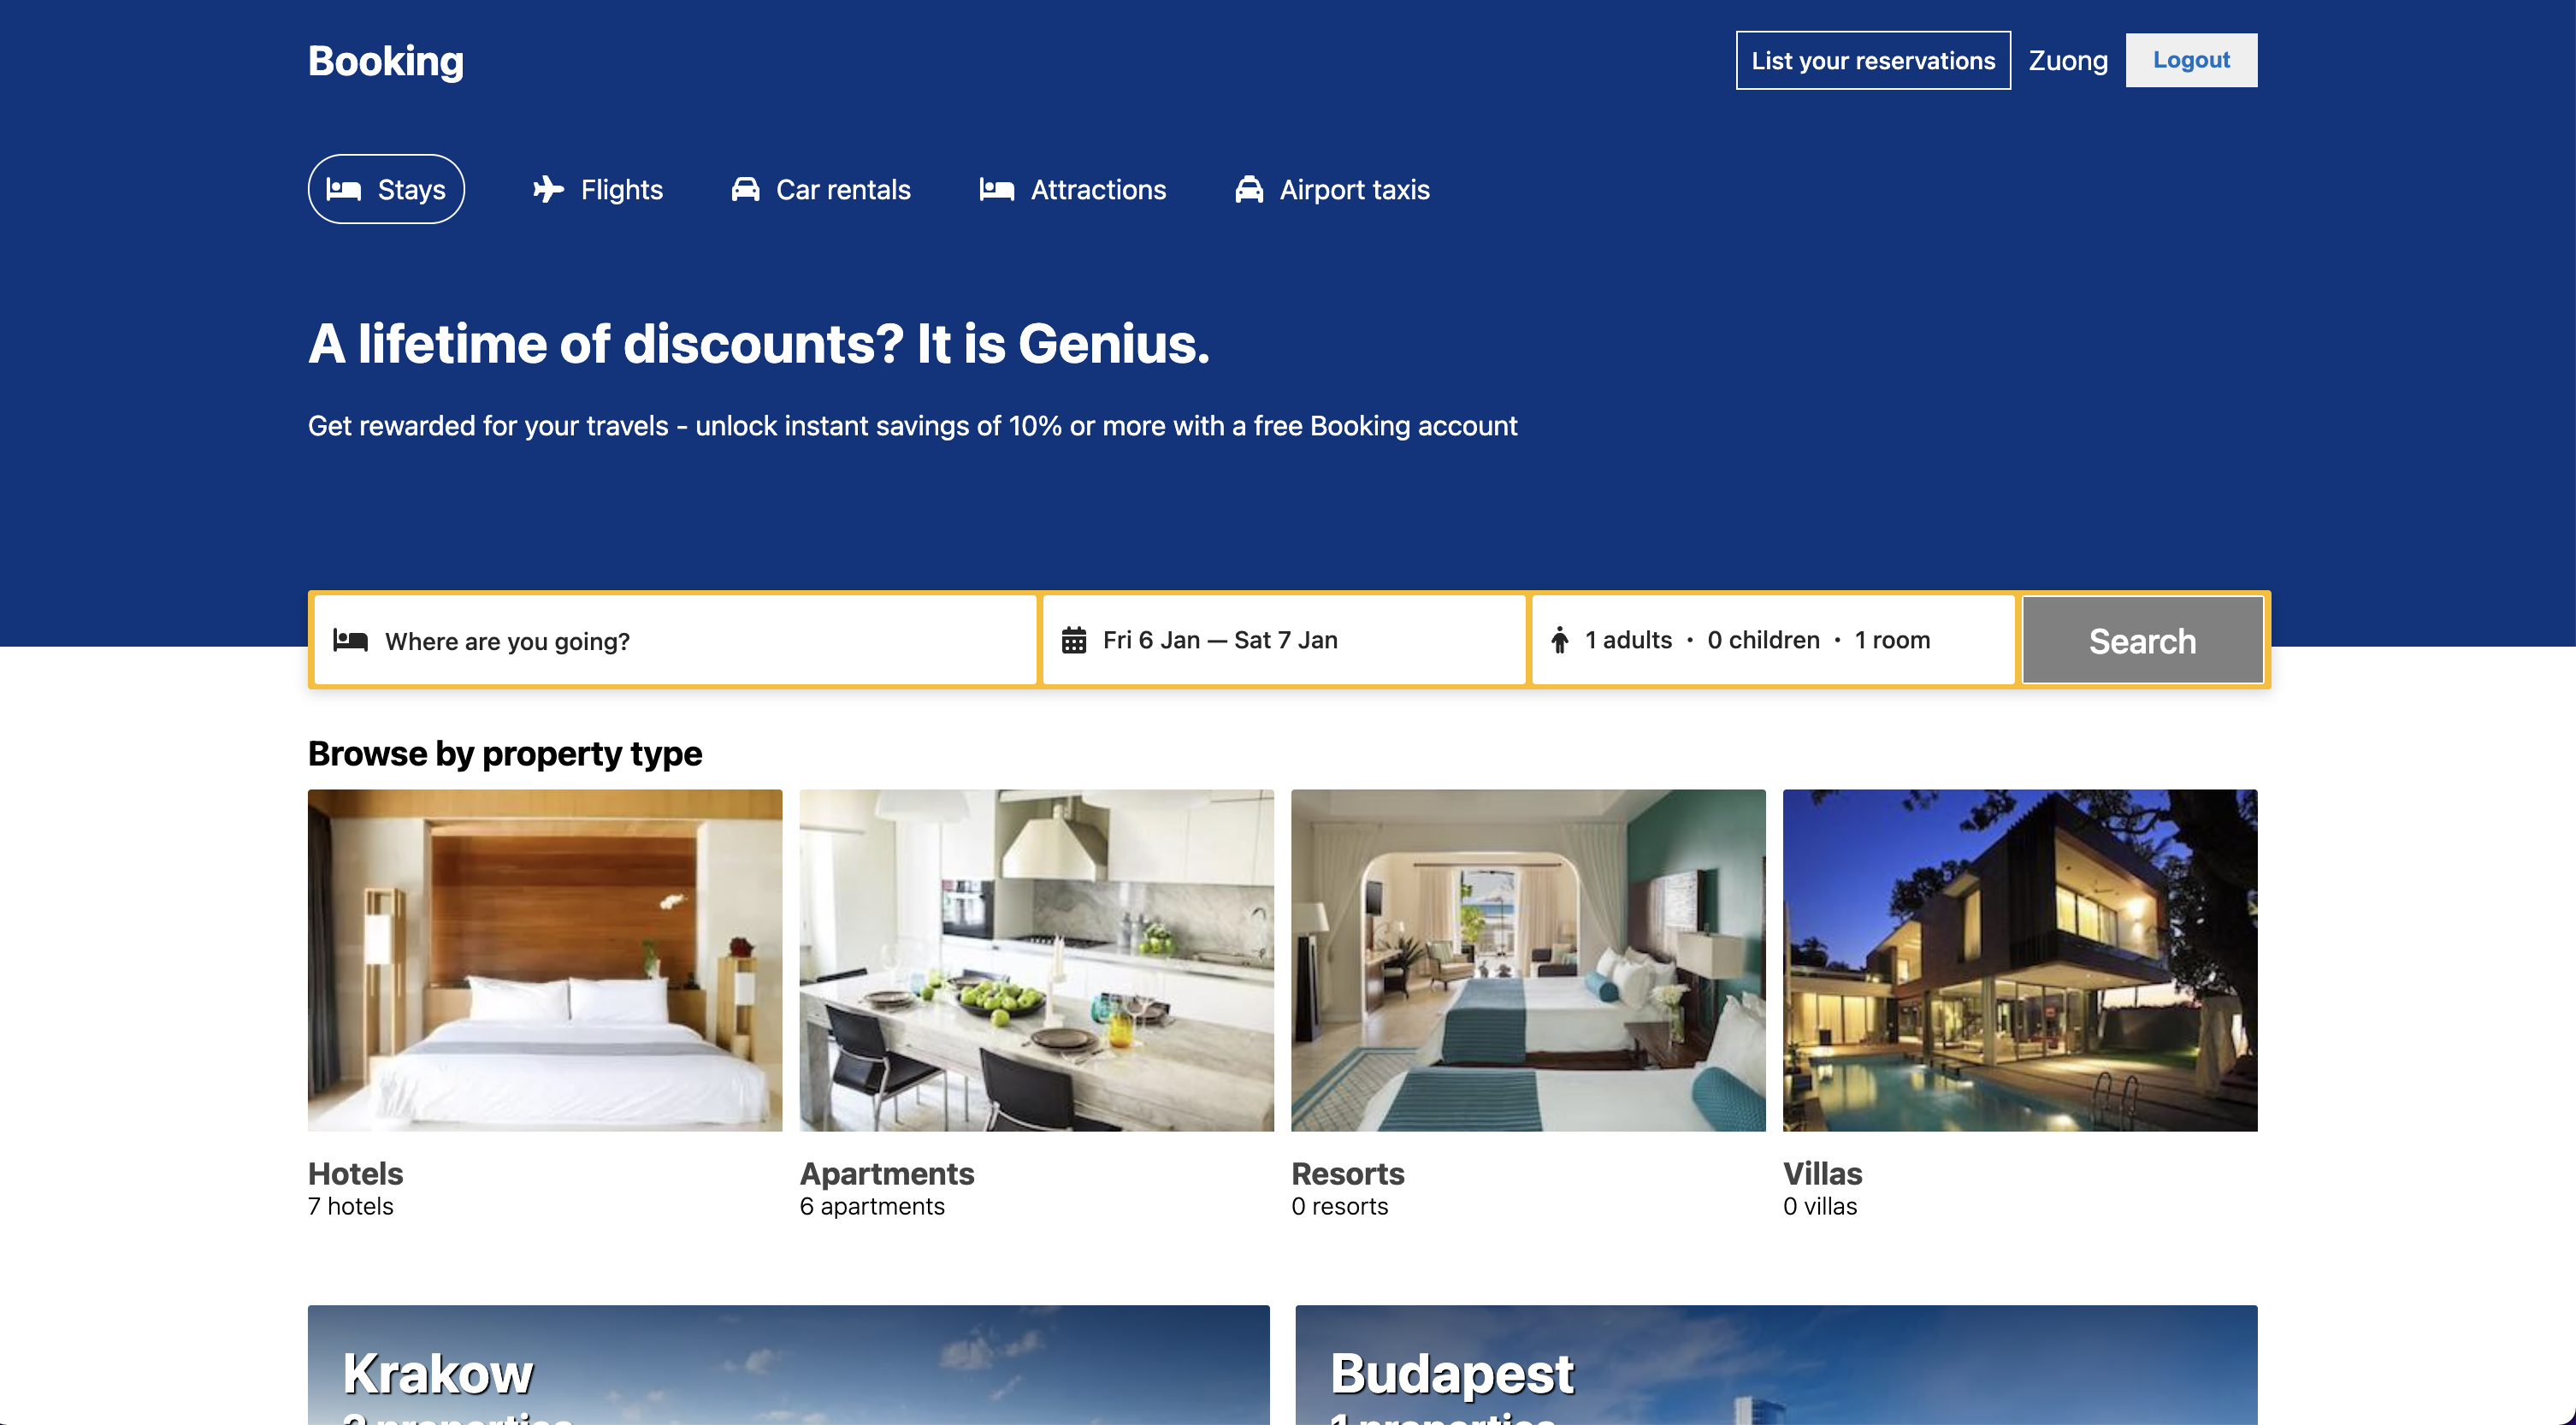 Booking
List your reservations
Zuong
Logout
Stays
Flights
Car rentals
Attractions
Airport taxis
A lifetime of discounts? It is Genius.
Get rewarded for your travels - unlock instant savings of 10% or more with a free Booking account
Where are you going?
Fri 6 Jan — Sat 7 Jan
1 adults · 0 children · 1 room
Search
Browse by property type
Hotels
7 hotels
Apartments
6 apartments
Resorts
0 resorts
Villas
0 villas
Krakow
properties
Budapest
1 properties